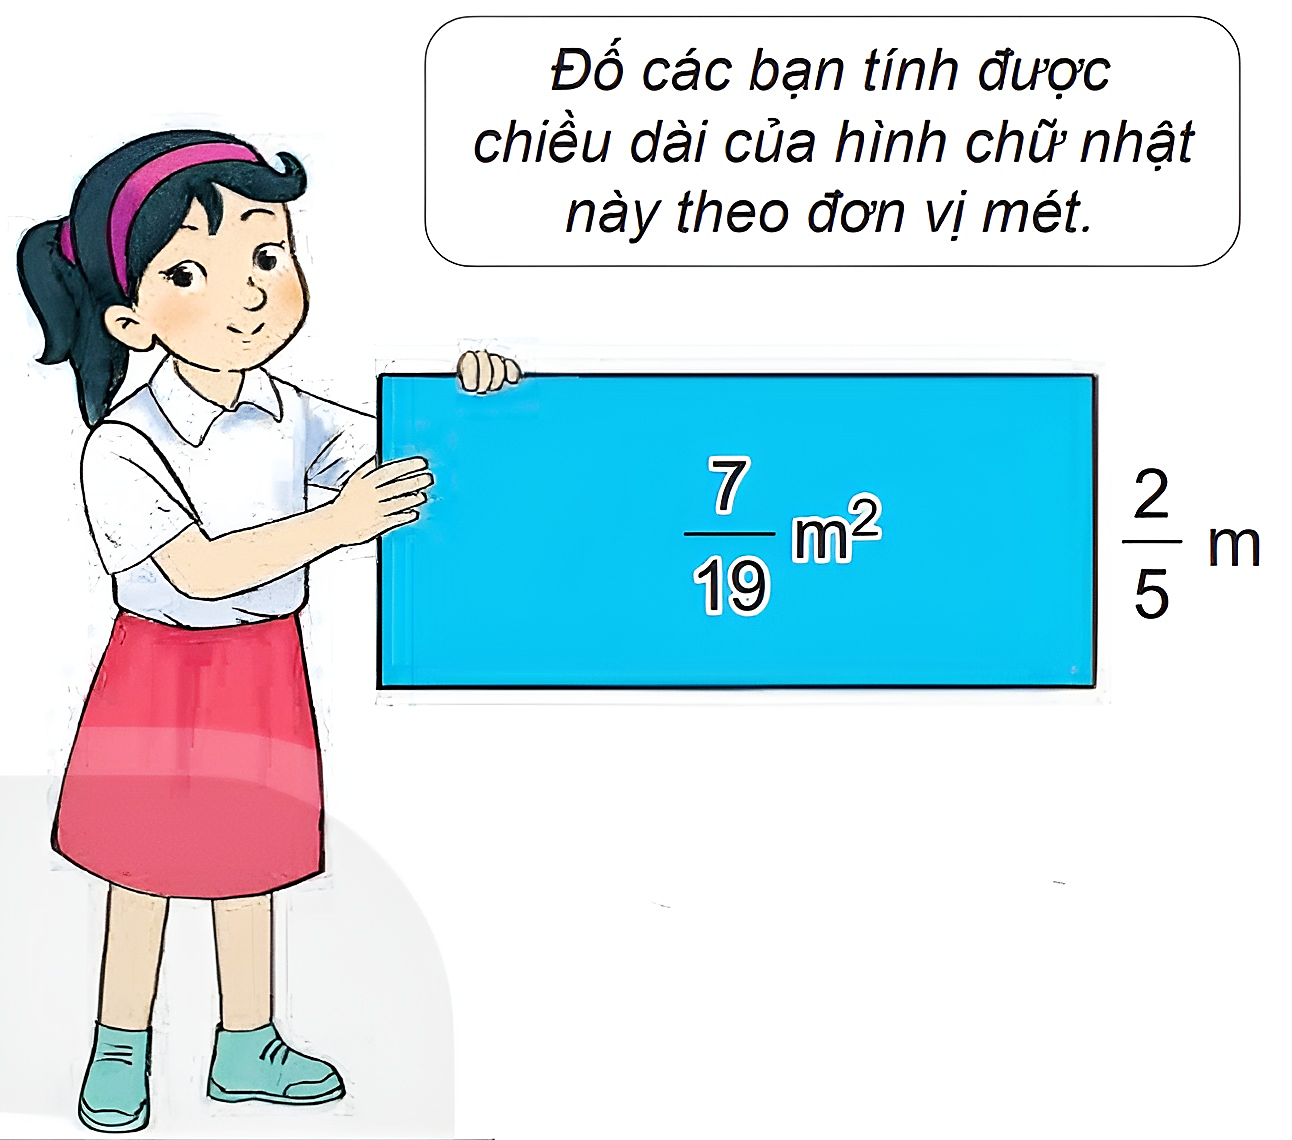 Đố các bạn tính được
chiều dài của hình chữ nhật
này theo đơn vị mét.
7/19 m²
2/5 m